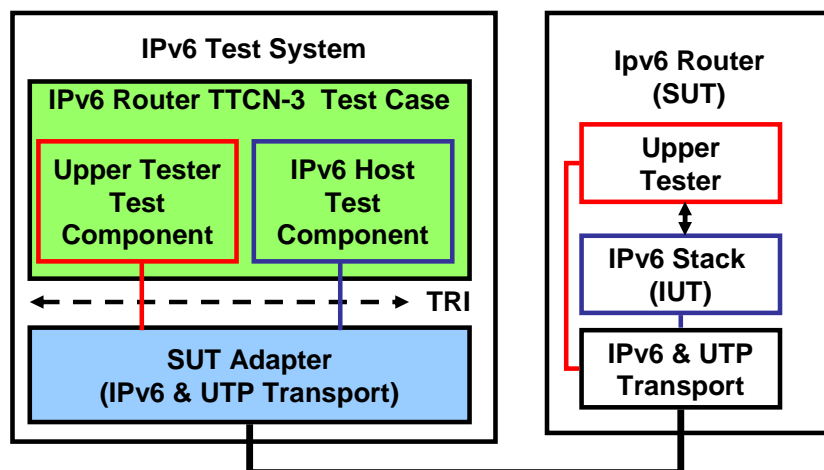 IPv6 Test System
IPv6 Router TTCN-3 Test Case
Upper Tester
Test
Component
IPv6 Host
Test
Component
TRI
SUT Adapter
(IPv6 & UTP Transport)
Ipv6 Router
(SUT)
Upper
Tester
IPv6 Stack
(IUT)
IPv6 & UTP
Transport